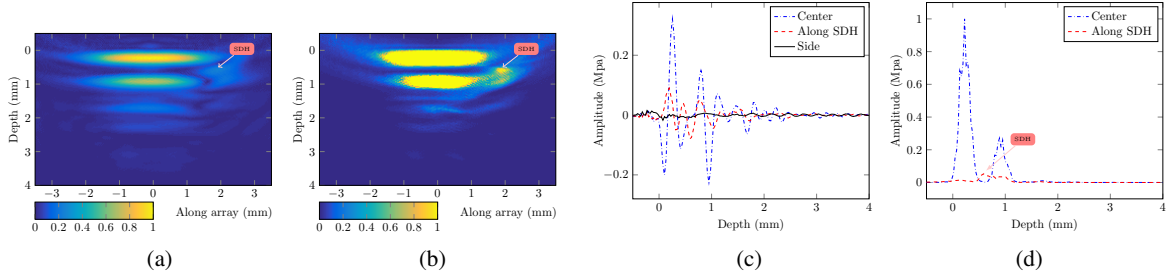 SDH
Depth (mm)
0
1
2
3
4
−3 −2 −1 0 1 2 3
Along array (mm)
0 0.2 0.4 0.6 0.8 1
(a)
SDH
Depth (mm)
0
1
2
3
4
−3 −2 −1 0 1 2 3
Along array (mm)
0 0.2 0.4 0.6 0.8 1
(b)
Center
Along SDH
Side
Amplitude (Mpa)
0.2
0
−0.2
0 1 2 3 4
Depth (mm)
(c)
Center
Along SDH
SDH
Amplitude (Mpa)
1
0.8
0.6
0.4
0.2
0
0 1 2 3 4
Depth (mm)
(d)